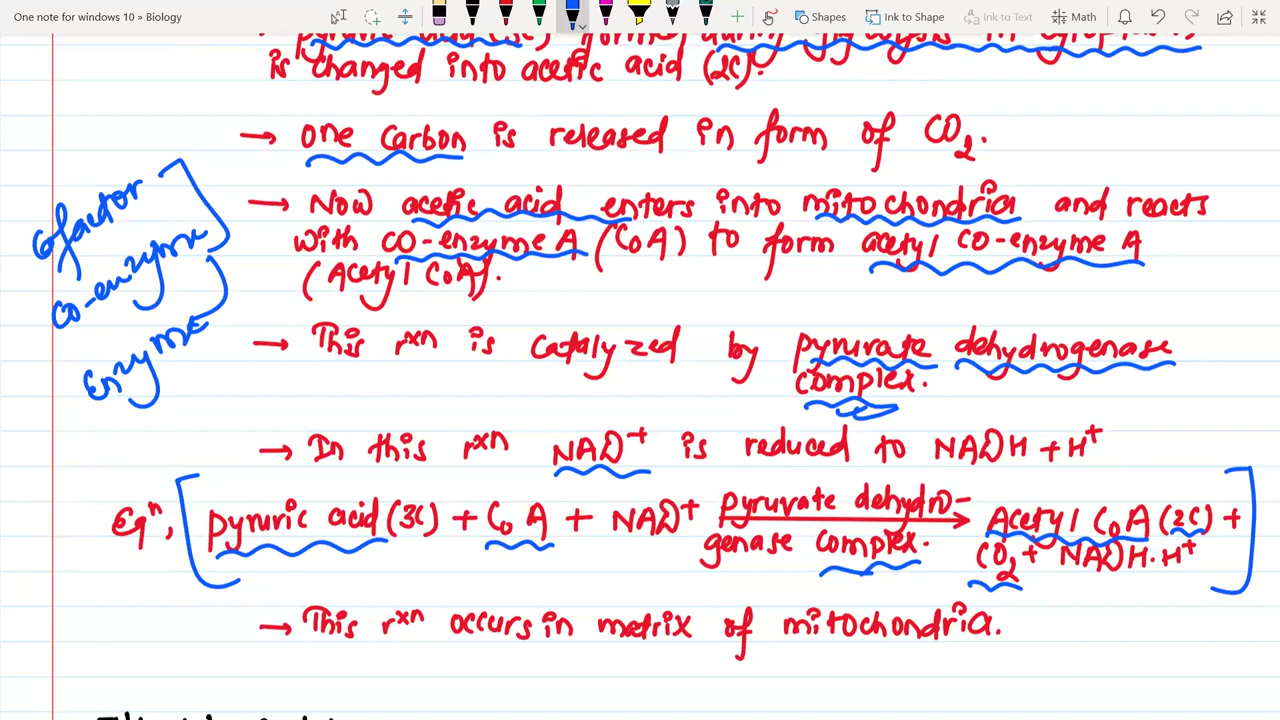 One note for windows 10 » Biology
Shapes
Ink to Shape
Ink to Text
Math
is changed into acetic acid (2C).
→ One carbon is released in form of CO2.
→ Now acetic acid enters into mitochondria and reacts
with CO-enzyme A (CoA) to form acetyl CO-enzyme A
(Acetyl CoA).
Cofactor
Co-enzyme
Enzyme
→ This rxn is catalyzed by pyruvate dehydrogenase
complex.
→ In this rxn NAD+ is reduced to NADH + H+
Eqn, [pyruvic acid (3C) + CoA + NAD+ pyruvate dehydro-
genase complex. → Acetyl CoA (2C) +
CO2 + NADH.H+]
→ This rxn occurs in matrix of mitochondria.